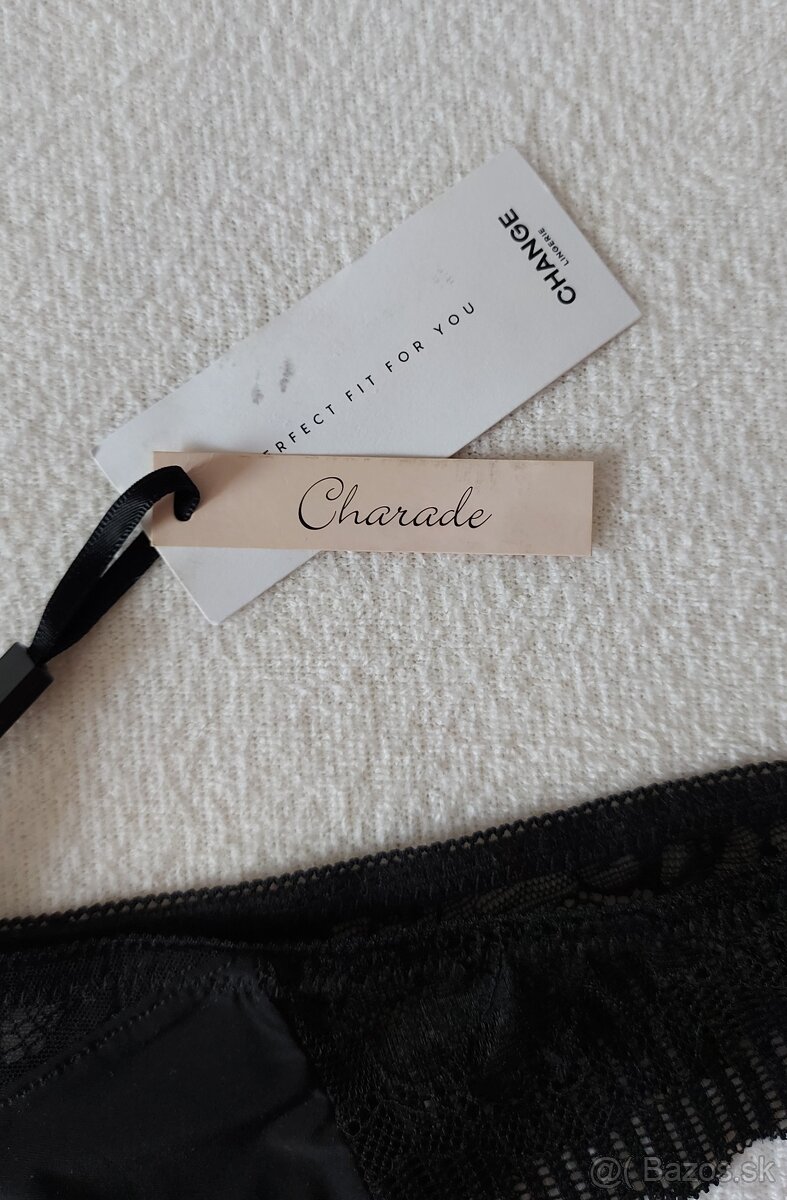 CHANGE
LINGERIE
ERFECT FIT FOR YOU
Charade
@( Bazos.sk